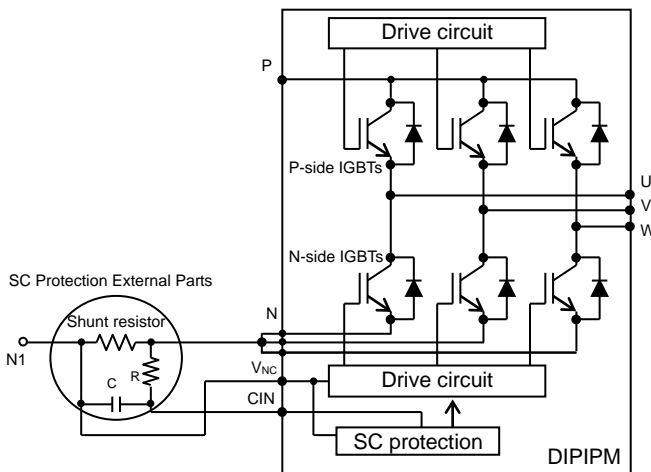 Drive circuit
P
P-side IGBTs
U
V
W
N-side IGBTs
SC Protection External Parts
Shunt resistor
N
N1
R
C
VNC
Drive circuit
CIN
SC protection
DIPIPM